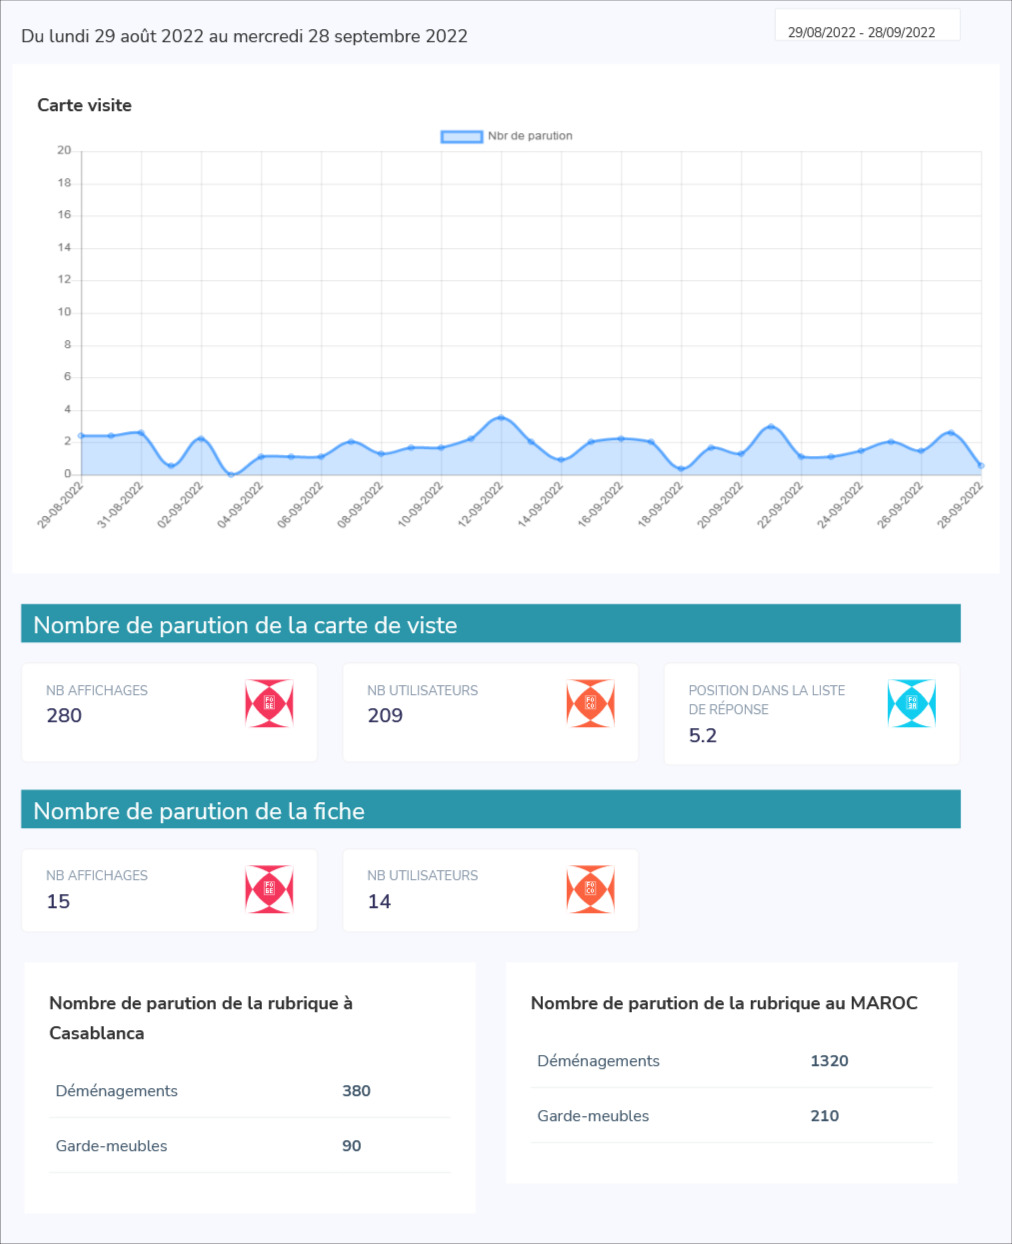 Du lundi 29 août 2022 au mercredi 28 septembre 2022
29/08/2022 - 28/09/2022
Carte visite
Nbr de parution
20
18
16
14
12
10
8
6
4
2
0
29-08-2022
31-08-2022
02-09-2022
04-09-2022
06-09-2022
08-09-2022
10-09-2022
12-09-2022
14-09-2022
16-09-2022
18-09-2022
20-09-2022
22-09-2022
24-09-2022
26-09-2022
28-09-2022
Nombre de parution de la carte de viste
NB AFFICHAGES
280
NB UTILISATEURS
209
POSITION DANS LA LISTE
DE RÉPONSE
5.2
Nombre de parution de la fiche
NB AFFICHAGES
15
NB UTILISATEURS
14
Nombre de parution de la rubrique à
Casablanca
Déménagements 380
Garde-meubles 90
Nombre de parution de la rubrique au MAROC
Déménagements 1320
Garde-meubles 210